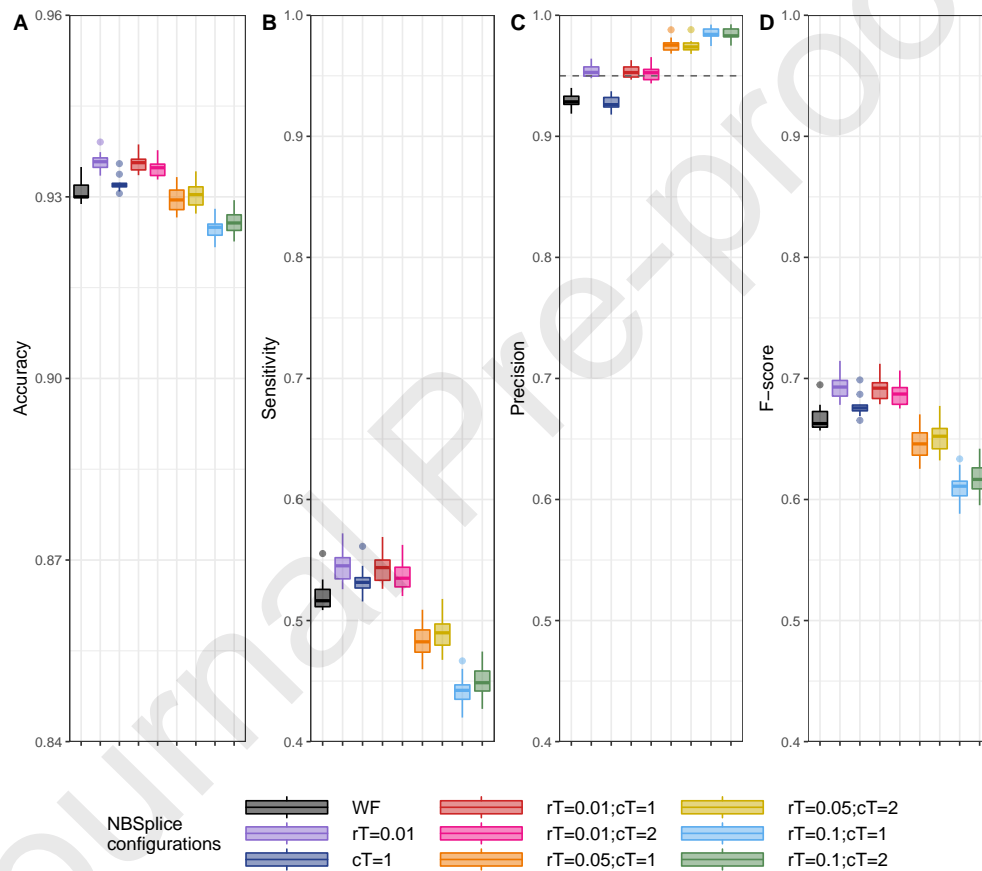 A
B
C
D
0.96
0.93
0.90
0.87
0.84
Accuracy
1.0
0.9
0.8
0.7
0.6
0.5
0.4
Sensitivity
1.0
0.9
0.8
0.7
0.6
0.5
0.4
Precision
1.0
0.9
0.8
0.7
0.6
0.5
0.4
F−score
NBSplice
configurations
WF
rT=0.01
cT=1
rT=0.01;cT=1
rT=0.01;cT=2
rT=0.05;cT=1
rT=0.05;cT=2
rT=0.1;cT=1
rT=0.1;cT=2
ournal Pre-proo